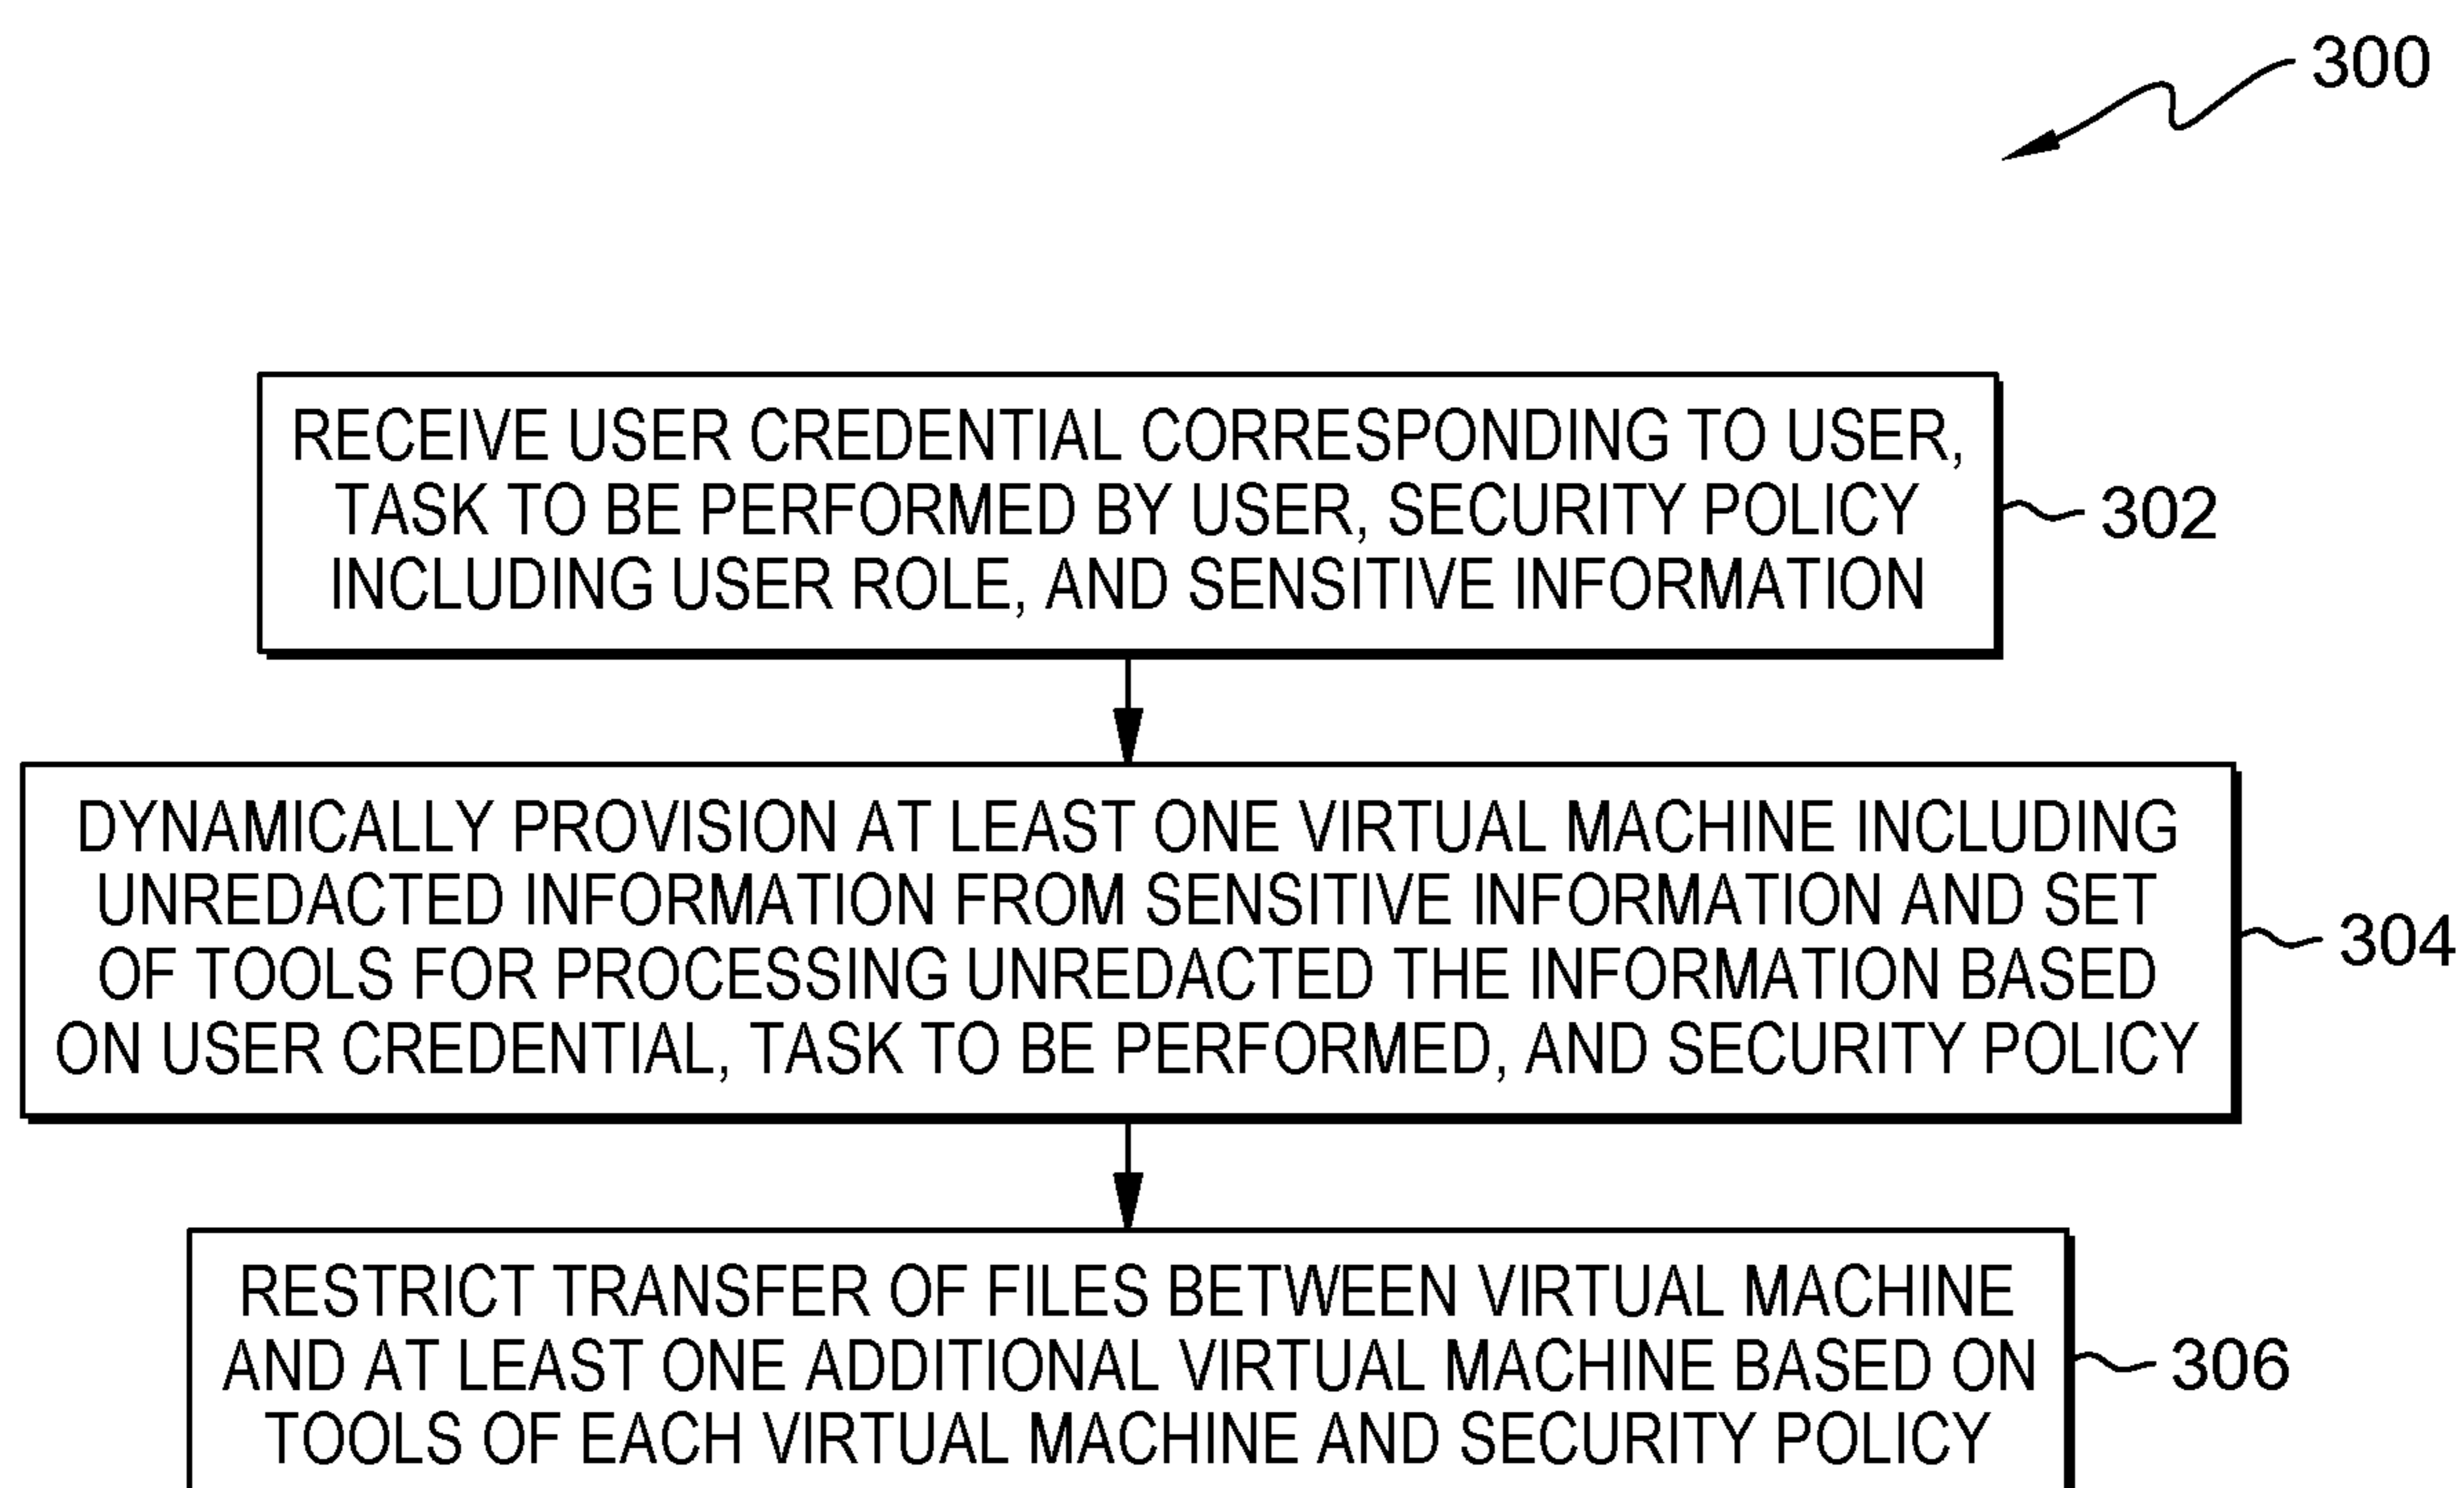 300
RECEIVE USER CREDENTIAL CORRESPONDING TO USER,
TASK TO BE PERFORMED BY USER, SECURITY POLICY
INCLUDING USER ROLE, AND SENSITIVE INFORMATION
302
DYNAMICALLY PROVISION AT LEAST ONE VIRTUAL MACHINE INCLUDING
UNREDACTED INFORMATION FROM SENSITIVE INFORMATION AND SET
OF TOOLS FOR PROCESSING UNREDACTED THE INFORMATION BASED
ON USER CREDENTIAL, TASK TO BE PERFORMED, AND SECURITY POLICY
304
RESTRICT TRANSFER OF FILES BETWEEN VIRTUAL MACHINE
AND AT LEAST ONE ADDITIONAL VIRTUAL MACHINE BASED ON
TOOLS OF EACH VIRTUAL MACHINE AND SECURITY POLICY
306